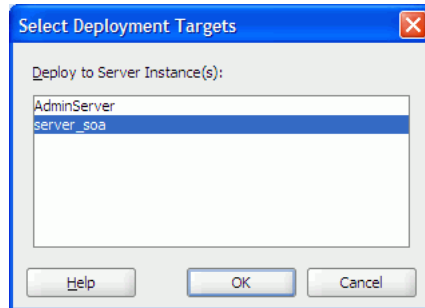 Select Deployment Targets
Deploy to Server Instance(s):
AdminServer
server_soa
Help
OK
Cancel